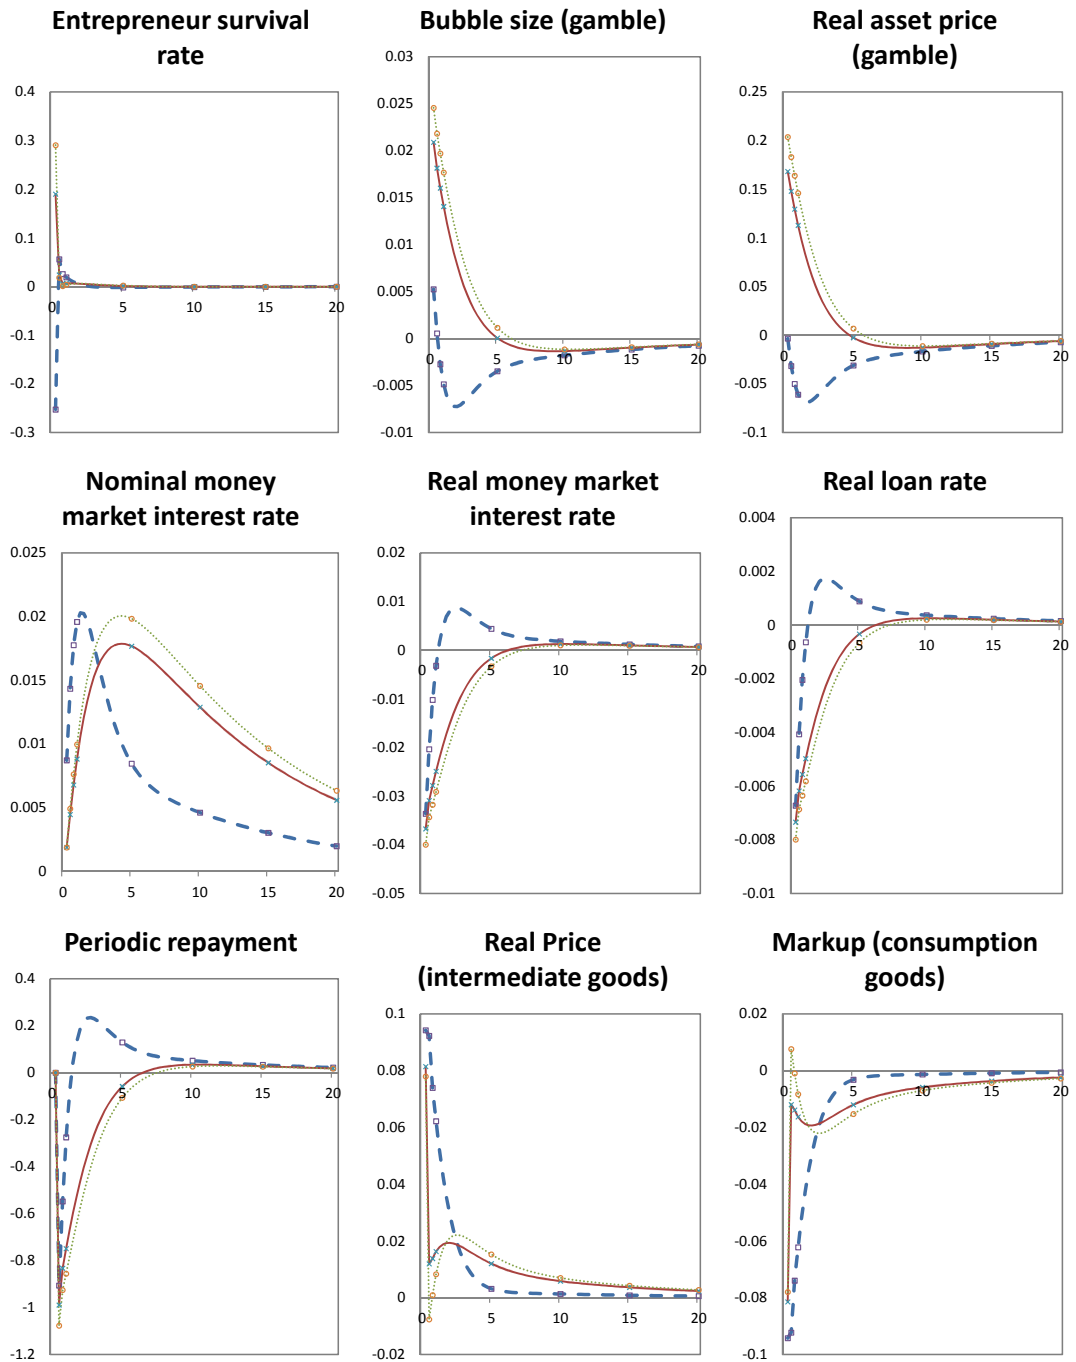 Entrepreneur survival
rate
0.4
0.3
0.2
0.1
0
-0.1
-0.2
-0.3
0 5 10 15 20
Bubble size (gamble)
0.03
0.025
0.02
0.015
0.01
0.005
0
-0.005
-0.01
0 5 10 15 20
Real asset price
(gamble)
0.25
0.2
0.15
0.1
0.05
0
-0.05
-0.1
0 5 10 15 20
Nominal money
market interest rate
0.025
0.02
0.015
0.01
0.005
0
0 5 10 15 20
Real money market
interest rate
0.02
0.01
0
-0.01
-0.02
-0.03
-0.04
-0.05
0 5 10 15 20
Real loan rate
0.004
0.002
0
-0.002
-0.004
-0.006
-0.008
-0.01
0 5 10 15 20
Periodic repayment
0.4
0.2
0
-0.2
-0.4
-0.6
-0.8
-1
-1.2
0 5 10 15 20
Real Price
(intermediate goods)
0.1
0.08
0.06
0.04
0.02
0
-0.02
0 5 10 15 20
Markup (consumption
goods)
0.02
0
-0.02
-0.04
-0.06
-0.08
-0.1
0 5 10 15 20